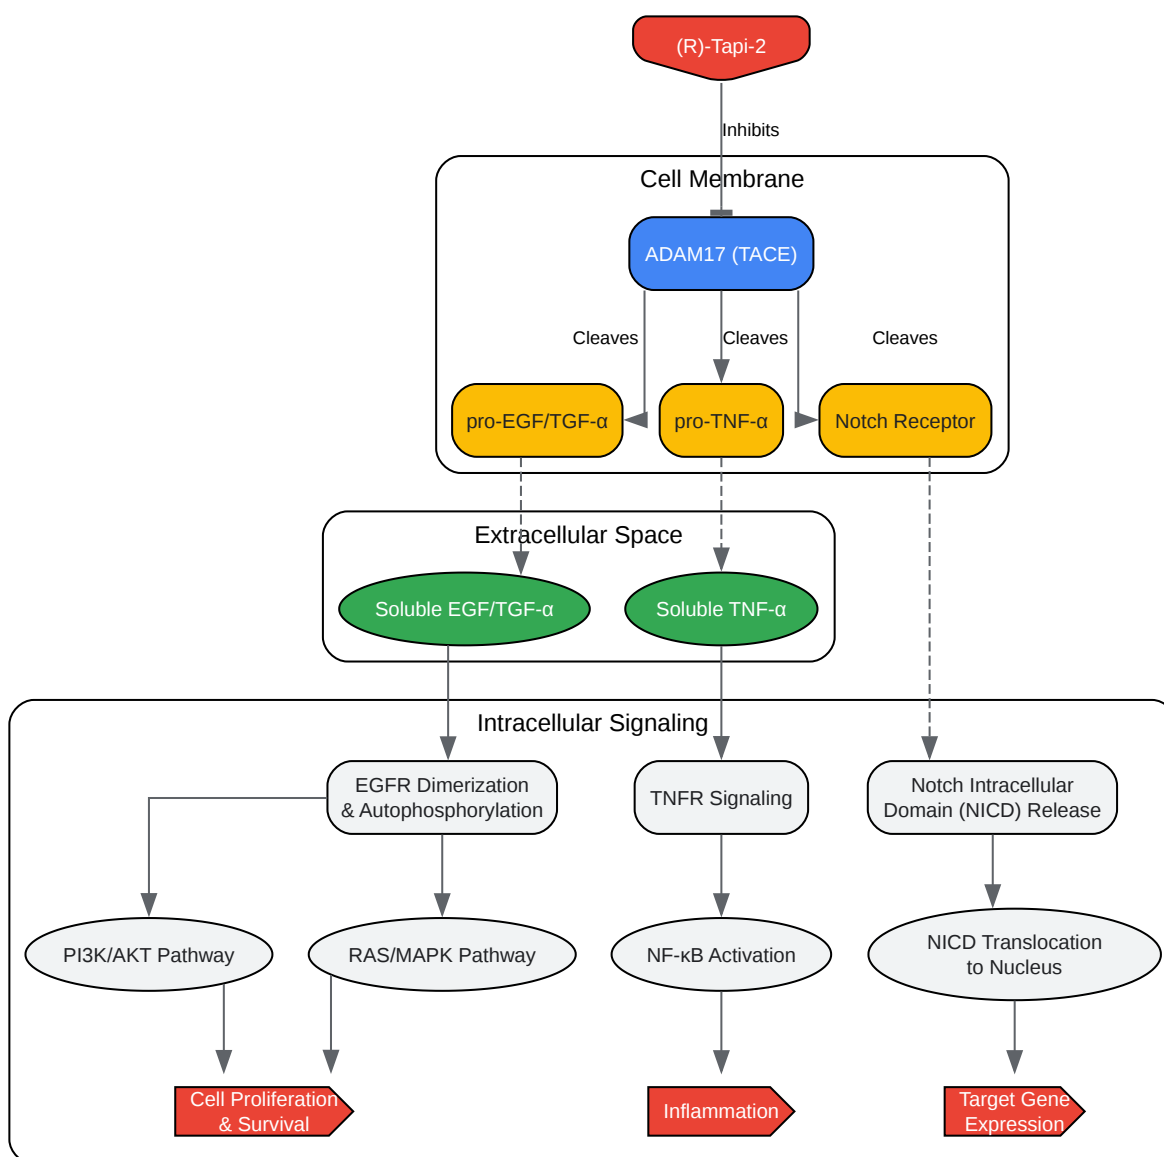 (R)-Tapi-2
Inhibits
Cell Membrane
ADAM17 (TACE)
Cleaves
Cleaves
Cleaves
pro-EGF/TGF-α
pro-TNF-α
Notch Receptor
Extracellular Space
Soluble EGF/TGF-α
Soluble TNF-α
Intracellular Signaling
EGFR Dimerization
& Autophosphorylation
TNFR Signaling
Notch Intracellular
Domain (NICD) Release
PI3K/AKT Pathway
RAS/MAPK Pathway
NF-κB Activation
NICD Translocation
to Nucleus
Cell Proliferation
& Survival
Inflammation
Target Gene
Expression